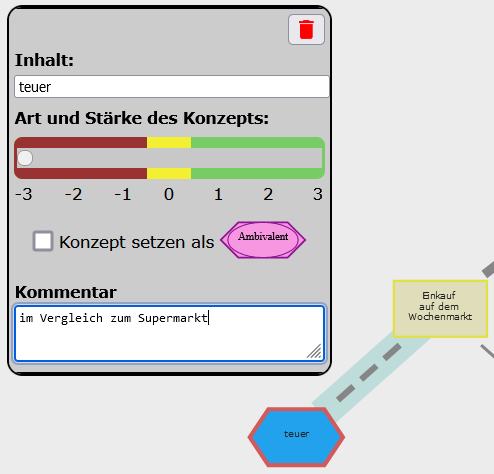 Inhalt:
teuer
Art und Stärke des Konzepts:
-3 -2 -1 0 1 2 3
Konzept setzen als Ambivalent
Kommentar
im Vergleich zum Supermarkt
Einkauf
auf dem
Wochenmarkt
teuer